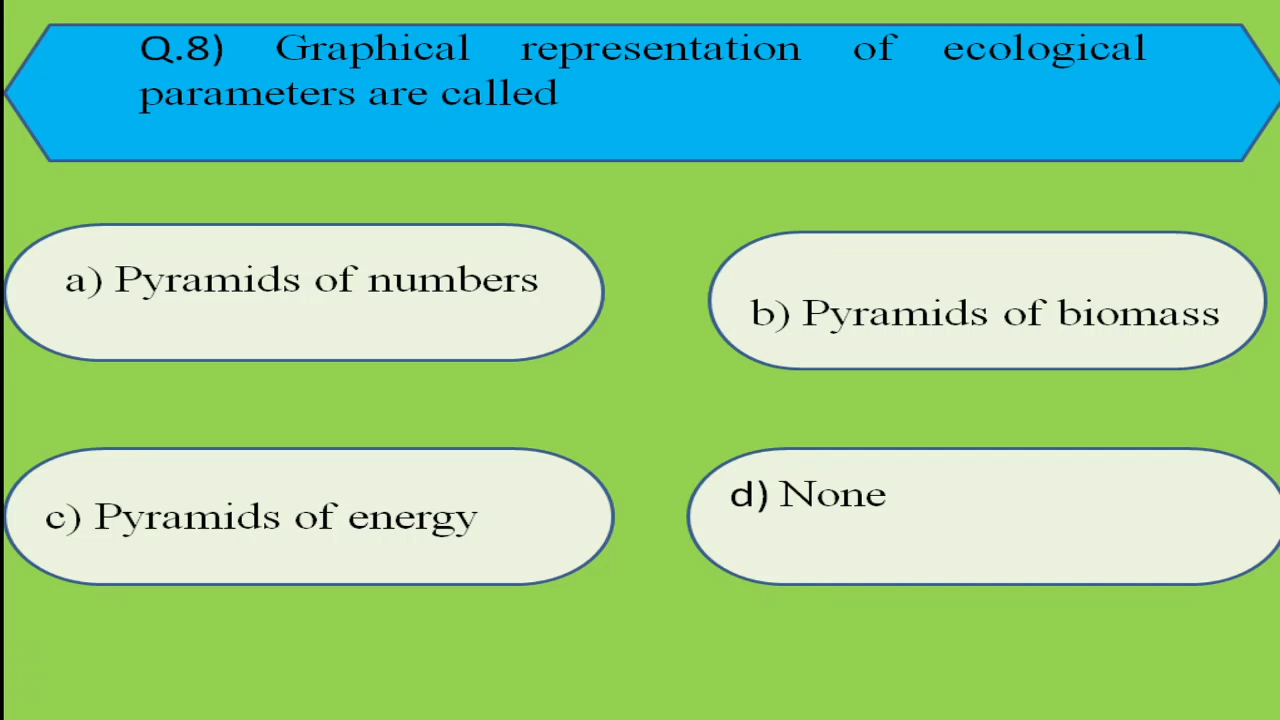 Q.8) Graphical representation of ecological
parameters are called
a) Pyramids of numbers
b) Pyramids of biomass
c) Pyramids of energy
d) None